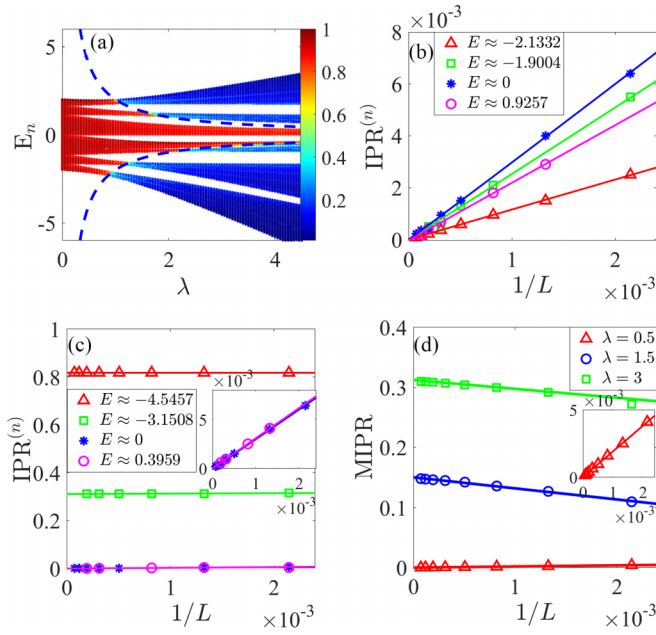 (a)
E_n
5
0
-5
0
2
4
λ
1
0.8
0.6
0.4
0.2
(b)
×10⁻³
8
6
4
2
0
IPR⁽ⁿ⁾
E ≈ −2.1332
E ≈ −1.9004
E ≈ 0
E ≈ 0.9257
0
1
2
1/L
×10⁻³
(c)
1
0.8
0.6
0.4
0.2
0
IPR⁽ⁿ⁾
E ≈ −4.5457
E ≈ −3.1508
E ≈ 0
E ≈ 0.3959
×10⁻³
5
0
0
1
2
×10⁻³
0
1
2
1/L
×10⁻³
(d)
0.4
0.3
0.2
0.1
0
MIPR
λ = 0.5
λ = 1.5
λ = 3
×10⁻³
5
0
0
1
2
×10⁻³
0
1
2
1/L
×10⁻³